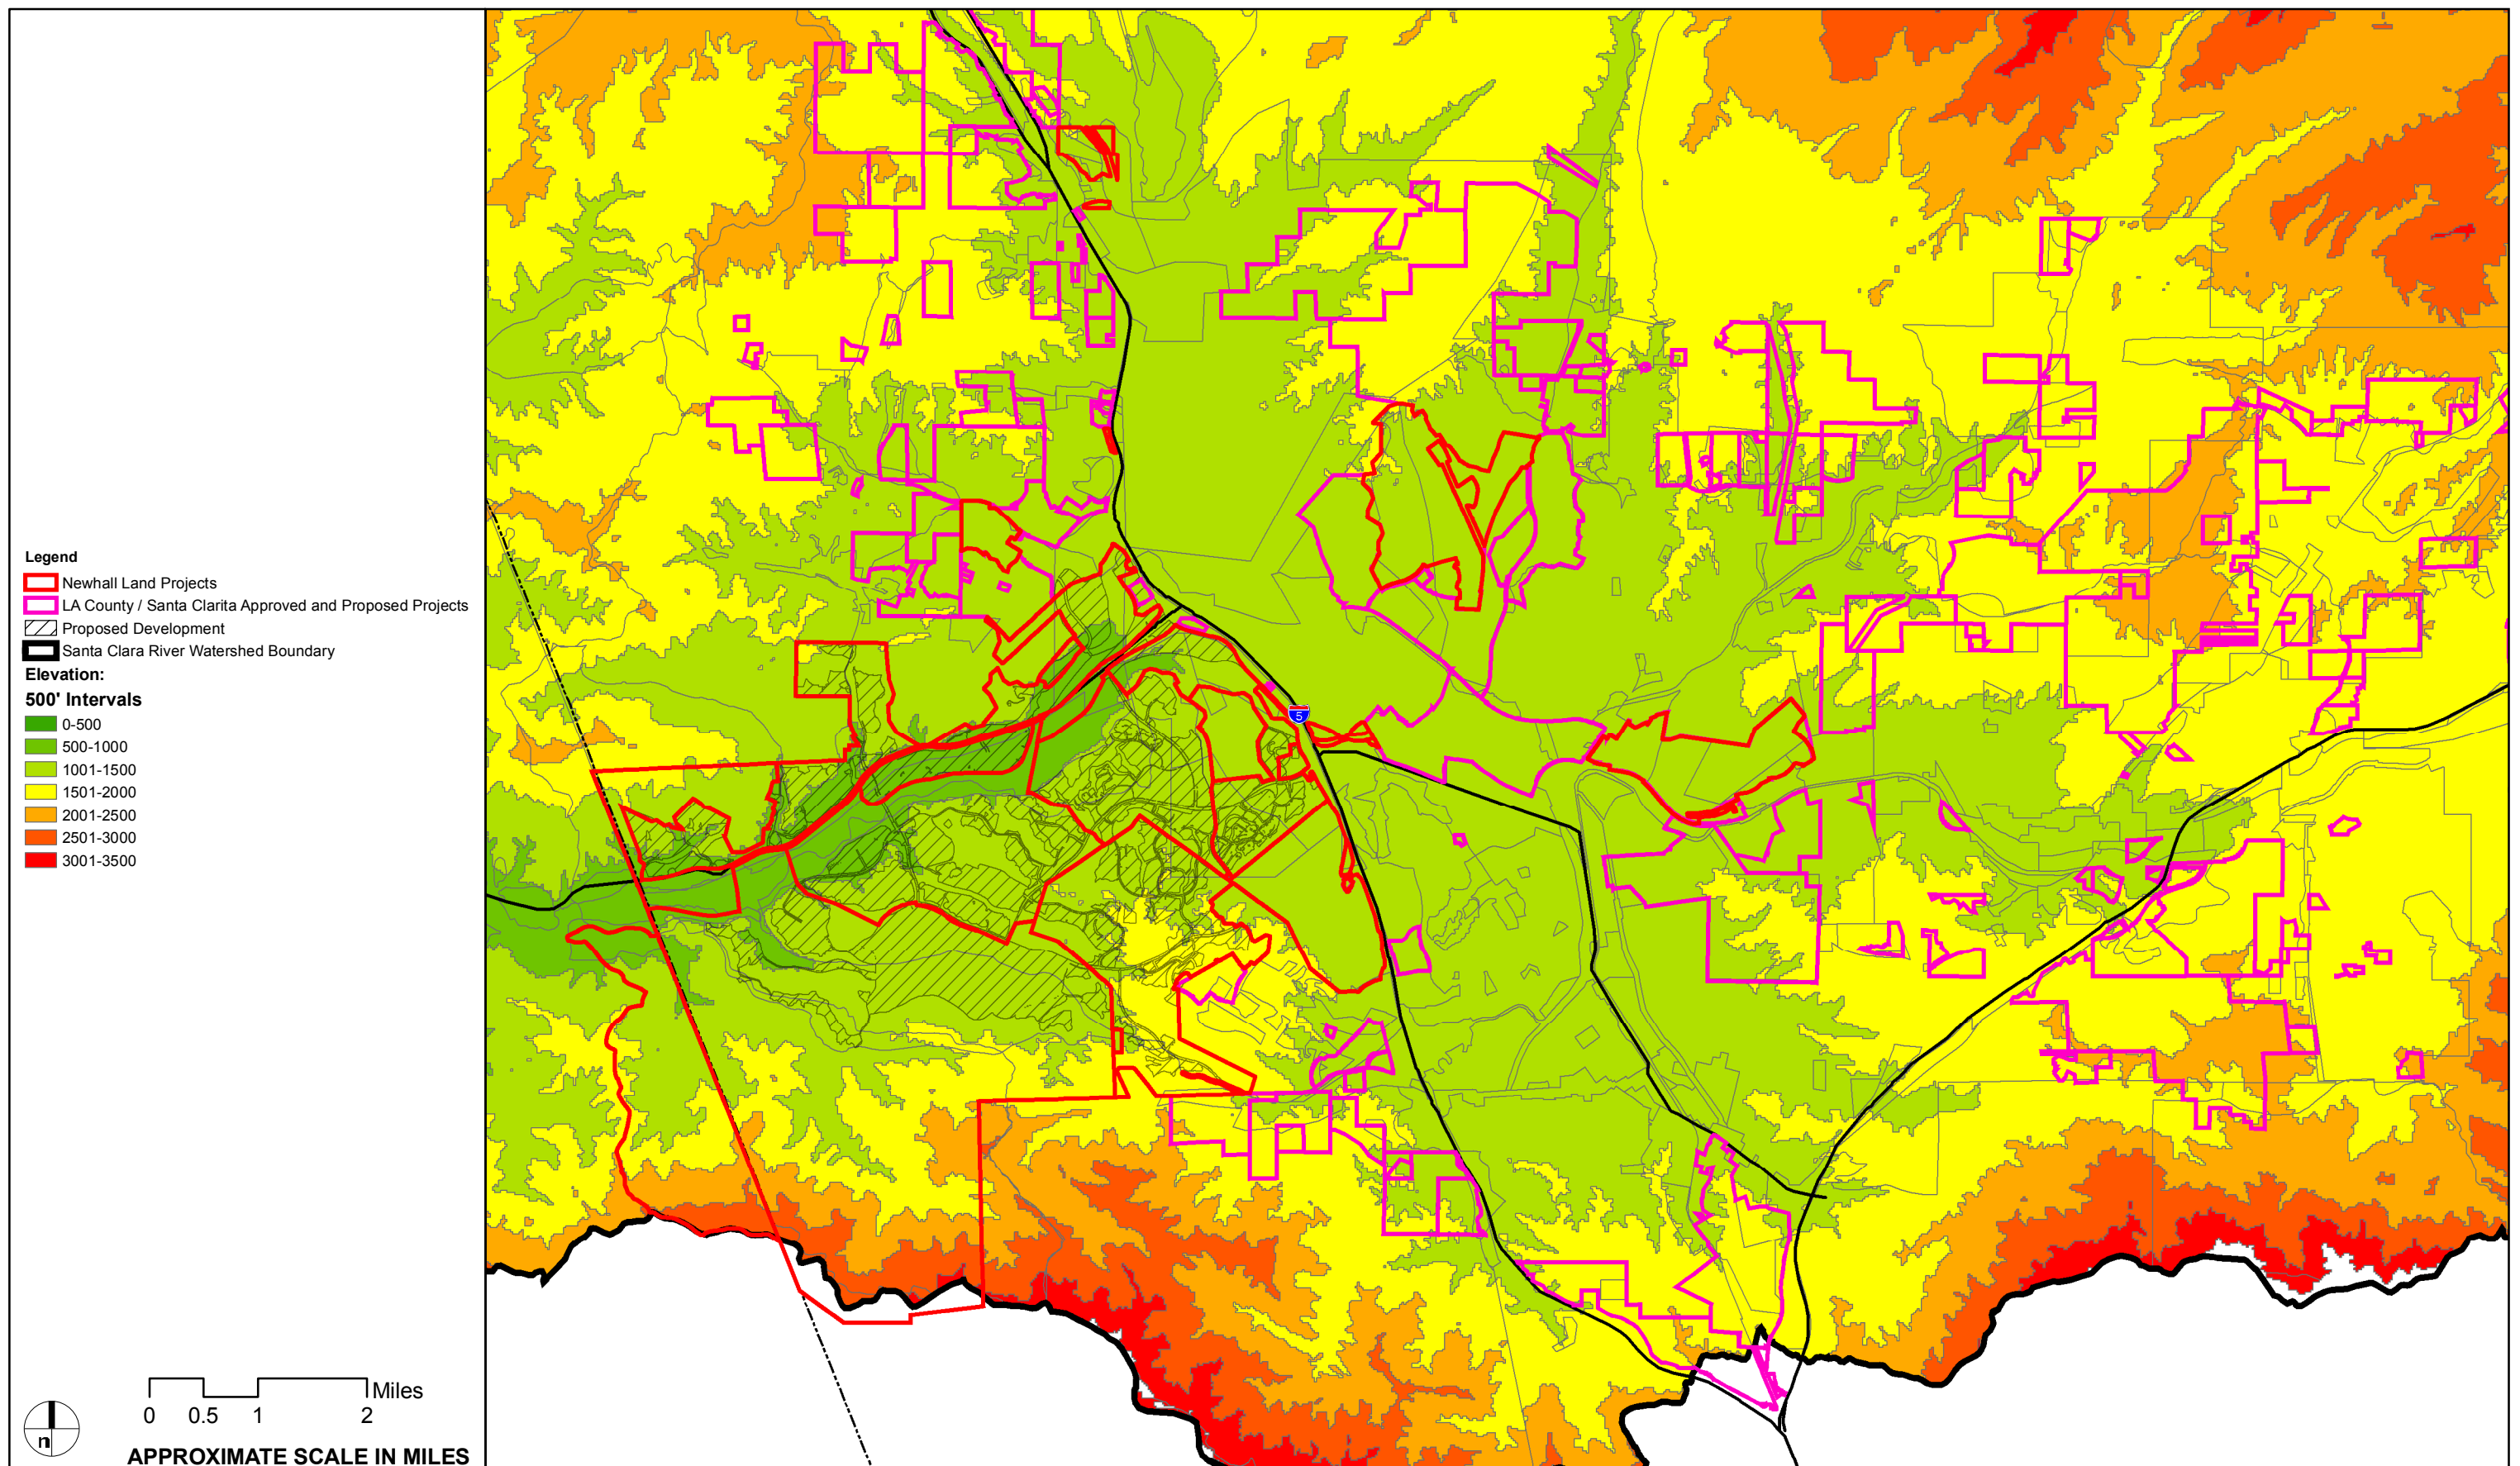 Legend
Newhall Land Projects
LA County / Santa Clarita Approved and Proposed Projects
Proposed Development
Santa Clara River Watershed Boundary
Elevation:
500' Intervals
0-500
500-1000
1001-1500
1501-2000
2001-2500
2501-3000
3001-3500
5
Miles
0 0.5 1 2
n
APPROXIMATE SCALE IN MILES